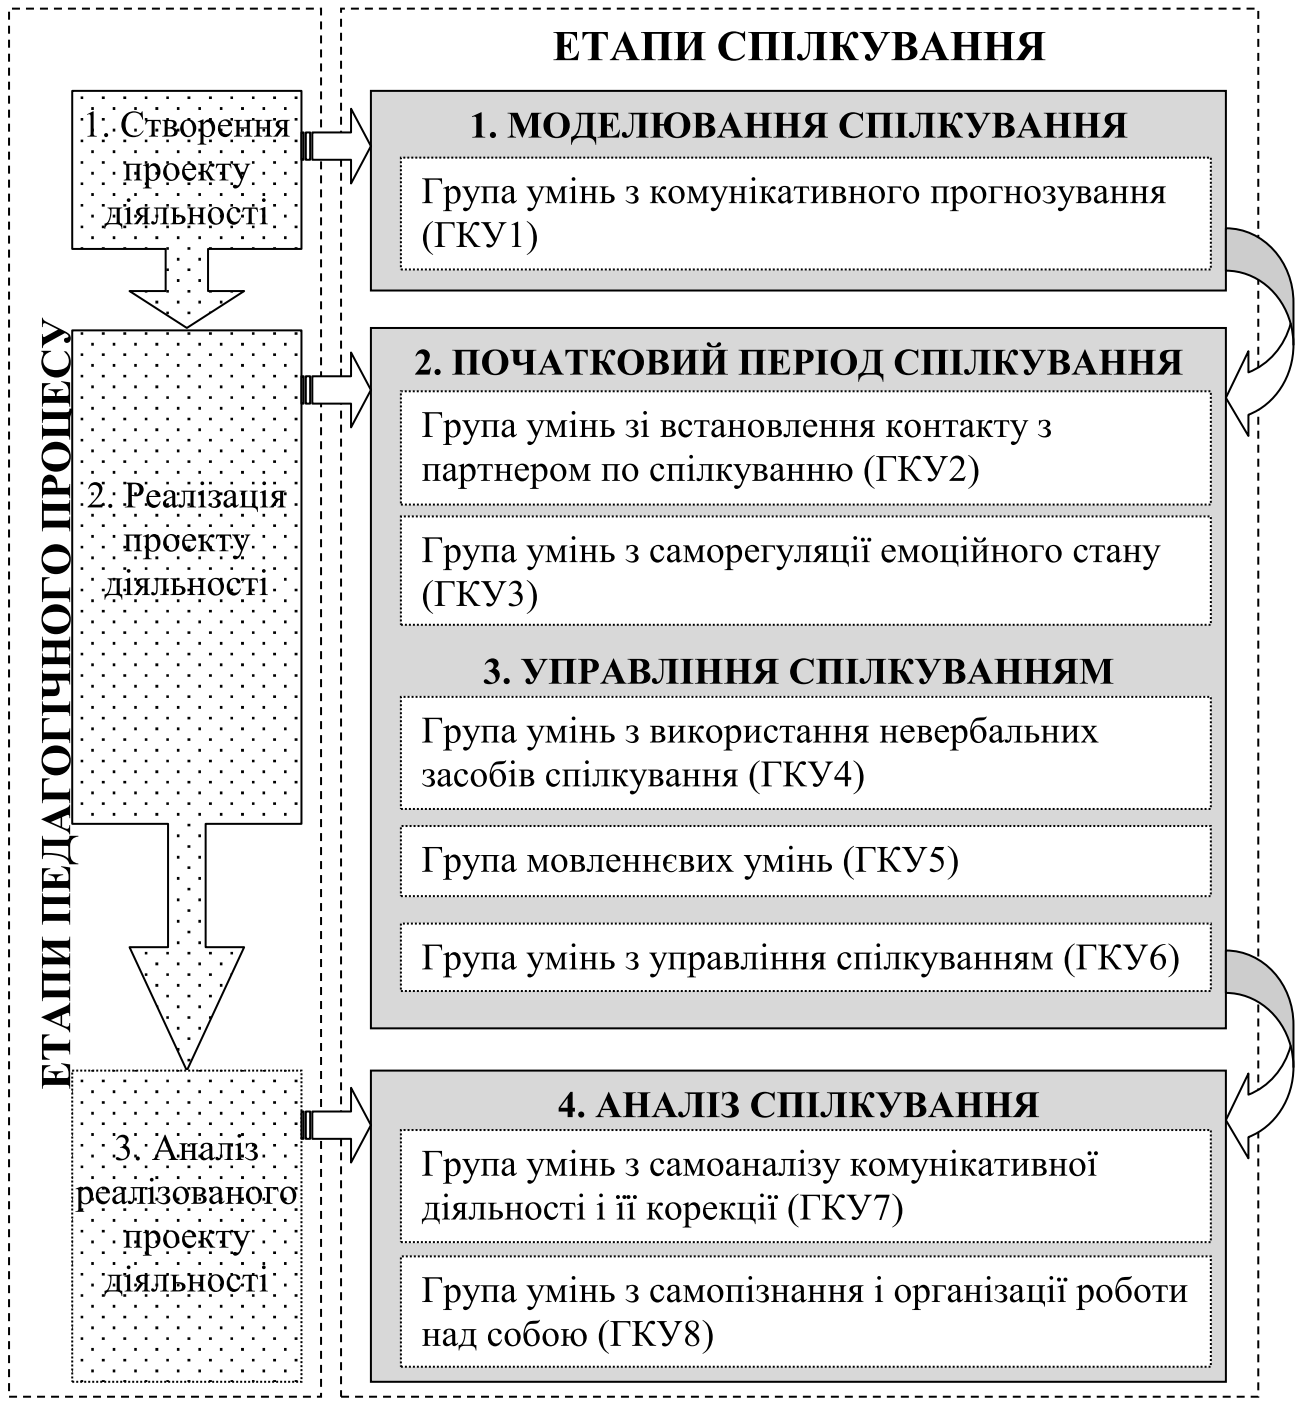 ЕТАПИ ПЕДАГОГІЧНОГО ПРОЦЕСУ
1. Створення
проекту
діяльності
2. Реалізація
проекту
діяльності
3. Аналіз
реалізованого
проекту
діяльності
ЕТАПИ СПІЛКУВАННЯ
1. МОДЕЛЮВАННЯ СПІЛКУВАННЯ
Група умінь з комунікативного прогнозування
(ГКУ1)
2. ПОЧАТКОВИЙ ПЕРІОД СПІЛКУВАННЯ
Група умінь зі встановлення контакту з
партнером по спілкуванню (ГКУ2)
Група умінь з саморегуляції емоційного стану
(ГКУ3)
3. УПРАВЛІННЯ СПІЛКУВАННЯМ
Група умінь з використання невербальних
засобів спілкування (ГКУ4)
Група мовленнєвих умінь (ГКУ5)
Група умінь з управління спілкуванням (ГКУ6)
4. АНАЛІЗ СПІЛКУВАННЯ
Група умінь з самоаналізу комунікативної
діяльності і її корекції (ГКУ7)
Група умінь з самопізнання і організації роботи
над собою (ГКУ8)